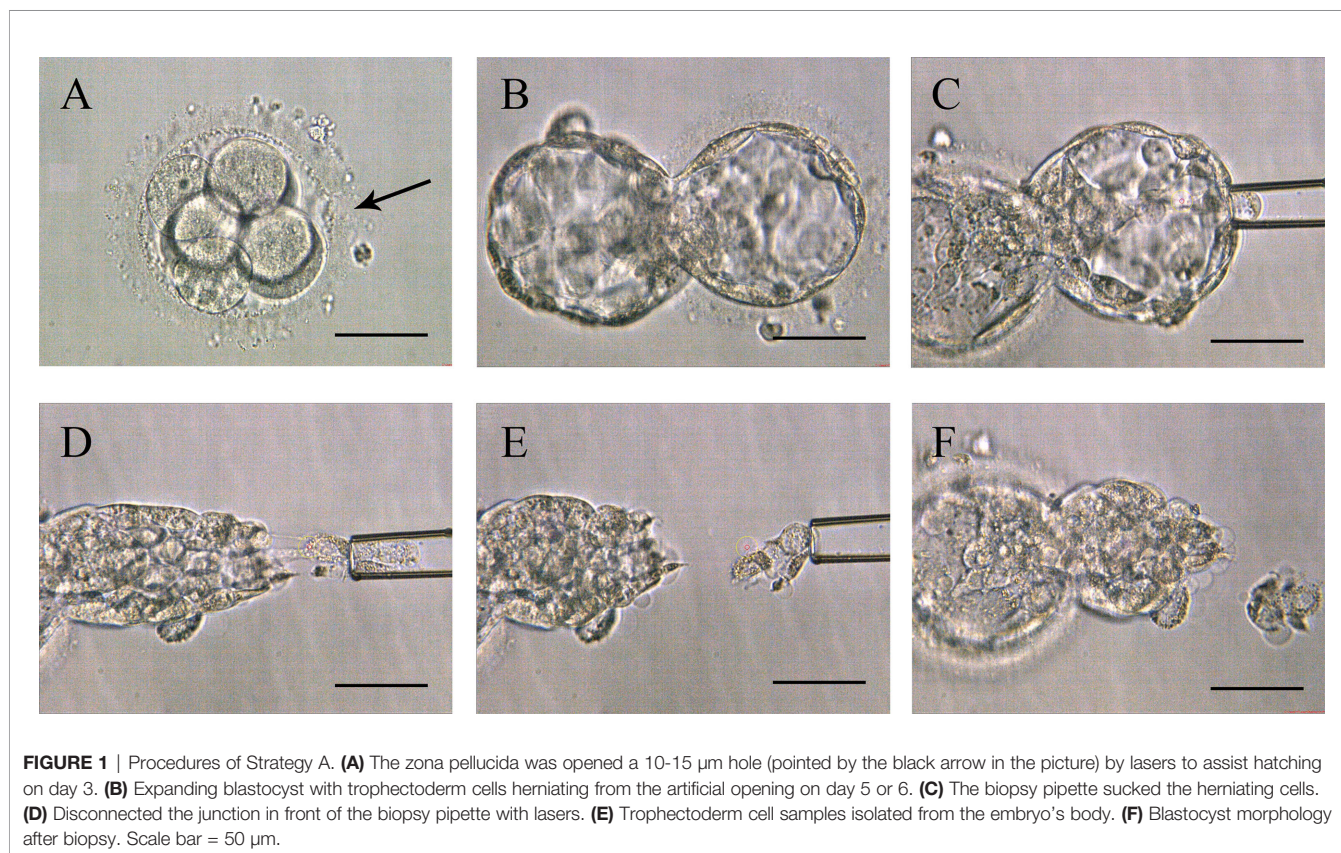 A
B
C
D
E
F
FIGURE 1 | Procedures of Strategy A. (A) The zona pellucida was opened a 10-15 μm hole (pointed by the black arrow in the picture) by lasers to assist hatching
on day 3. (B) Expanding blastocyst with trophectoderm cells herniating from the artificial opening on day 5 or 6. (C) The biopsy pipette sucked the herniating cells.
(D) Disconnected the junction in front of the biopsy pipette with lasers. (E) Trophectoderm cell samples isolated from the embryo’s body. (F) Blastocyst morphology
after biopsy. Scale bar = 50 μm.